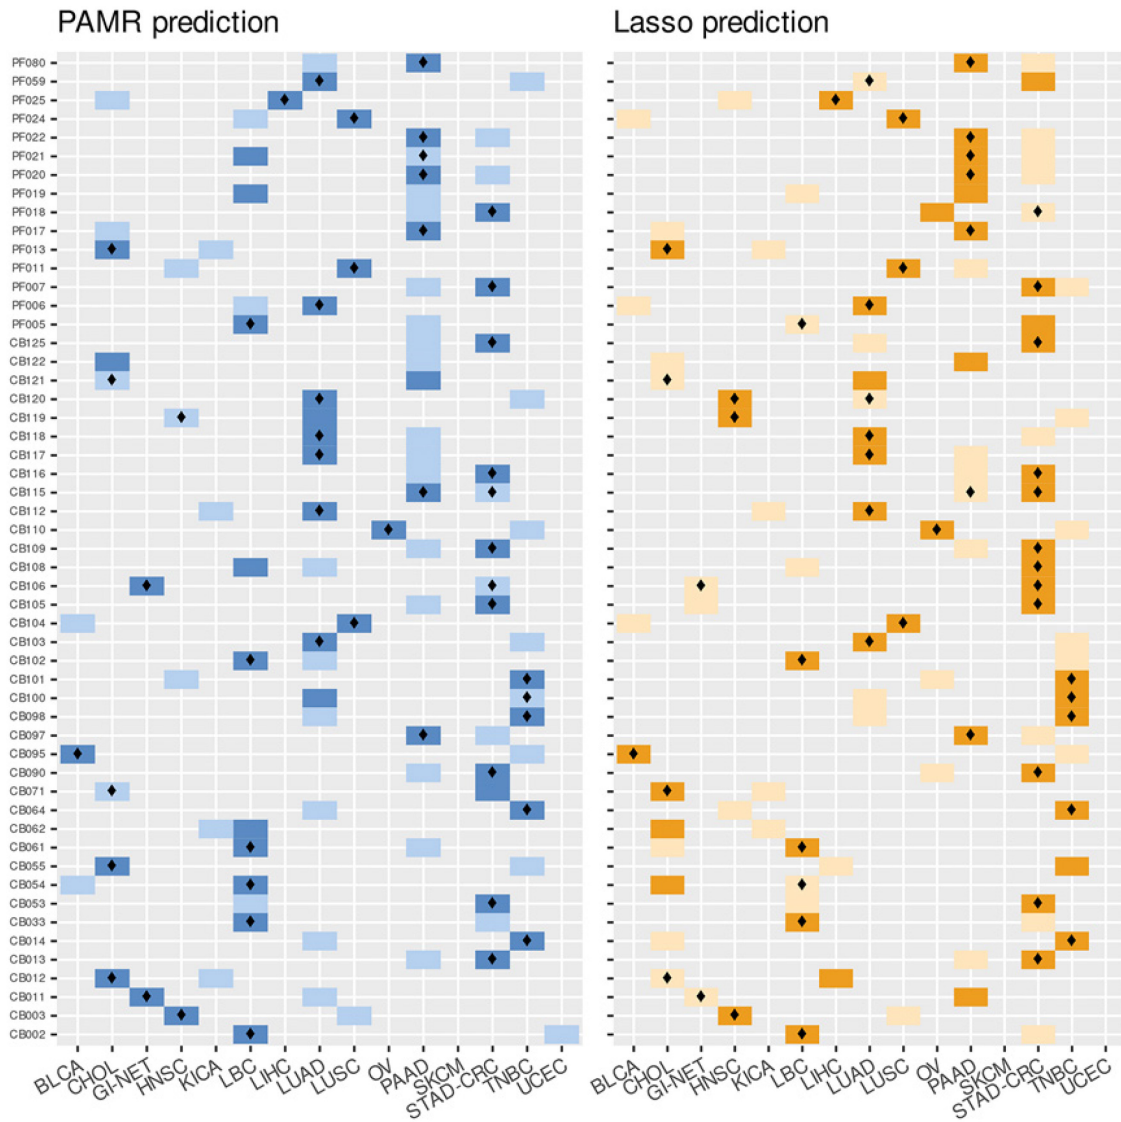 PAMR prediction
Lasso prediction
PF080
PF059
PF025
PF024
PF022
PF021
PF020
PF019
PF018
PF017
PF013
PF011
PF007
PF006
PF005
CB125
CB122
CB121
CB120
CB119
CB118
CB117
CB116
CB115
CB112
CB110
CB109
CB108
CB106
CB105
CB104
CB103
CB102
CB101
CB100
CB098
CB097
CB095
CB090
CB071
CB064
CB062
CB061
CB055
CB054
CB053
CB033
CB014
CB013
CB012
CB011
CB003
CB002
BLCA CHOL GI-NET HNSC KICA LBC LIHC LUAD LUSC OV PAAD SKCM STAD-CRC TNBC UCEC
BLCA CHOL GI-NET HNSC KICA LBC LIHC LUAD LUSC OV PAAD SKCM STAD-CRC TNBC UCEC